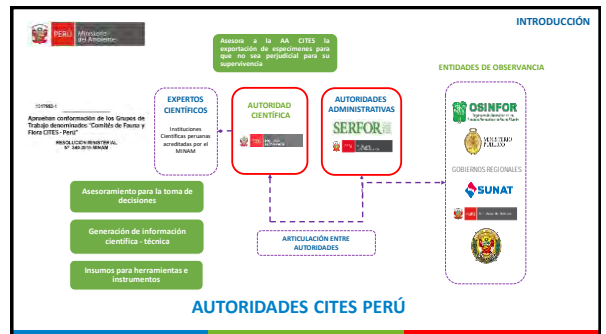 INTRODUCCIÓN
PERÚ
Ministerio
del Ambiente
Asesora a la AA CITES la
exportación de especímenes para
que no sea perjudicial para su
supervivencia
ENTIDADES DE OBSERVANCIA
Aprueban conformación de los Grupos de
Trabajo denominados "Comités de Fauna y
Flora CITES - Perú"
RESOLUCIÓN MINISTERIAL
EXPERTOS
CIENTÍFICOS
Instituciones
Científicas peruanas
acreditadas por el
MINAM
AUTORIDAD
CIENTÍFICA
AUTORIDADES
ADMINISTRATIVAS
SERFOR
OSINFOR
MINISTERIO
PÚBLICO
GOBIERNOS REGIONALES
SUNAT
Asesoramiento para la toma de
decisiones
Generación de información
científica - técnica
Insumos para herramientas e
instrumentos
ARTICULACIÓN ENTRE
AUTORIDADES
AUTORIDADES CITES PERÚ